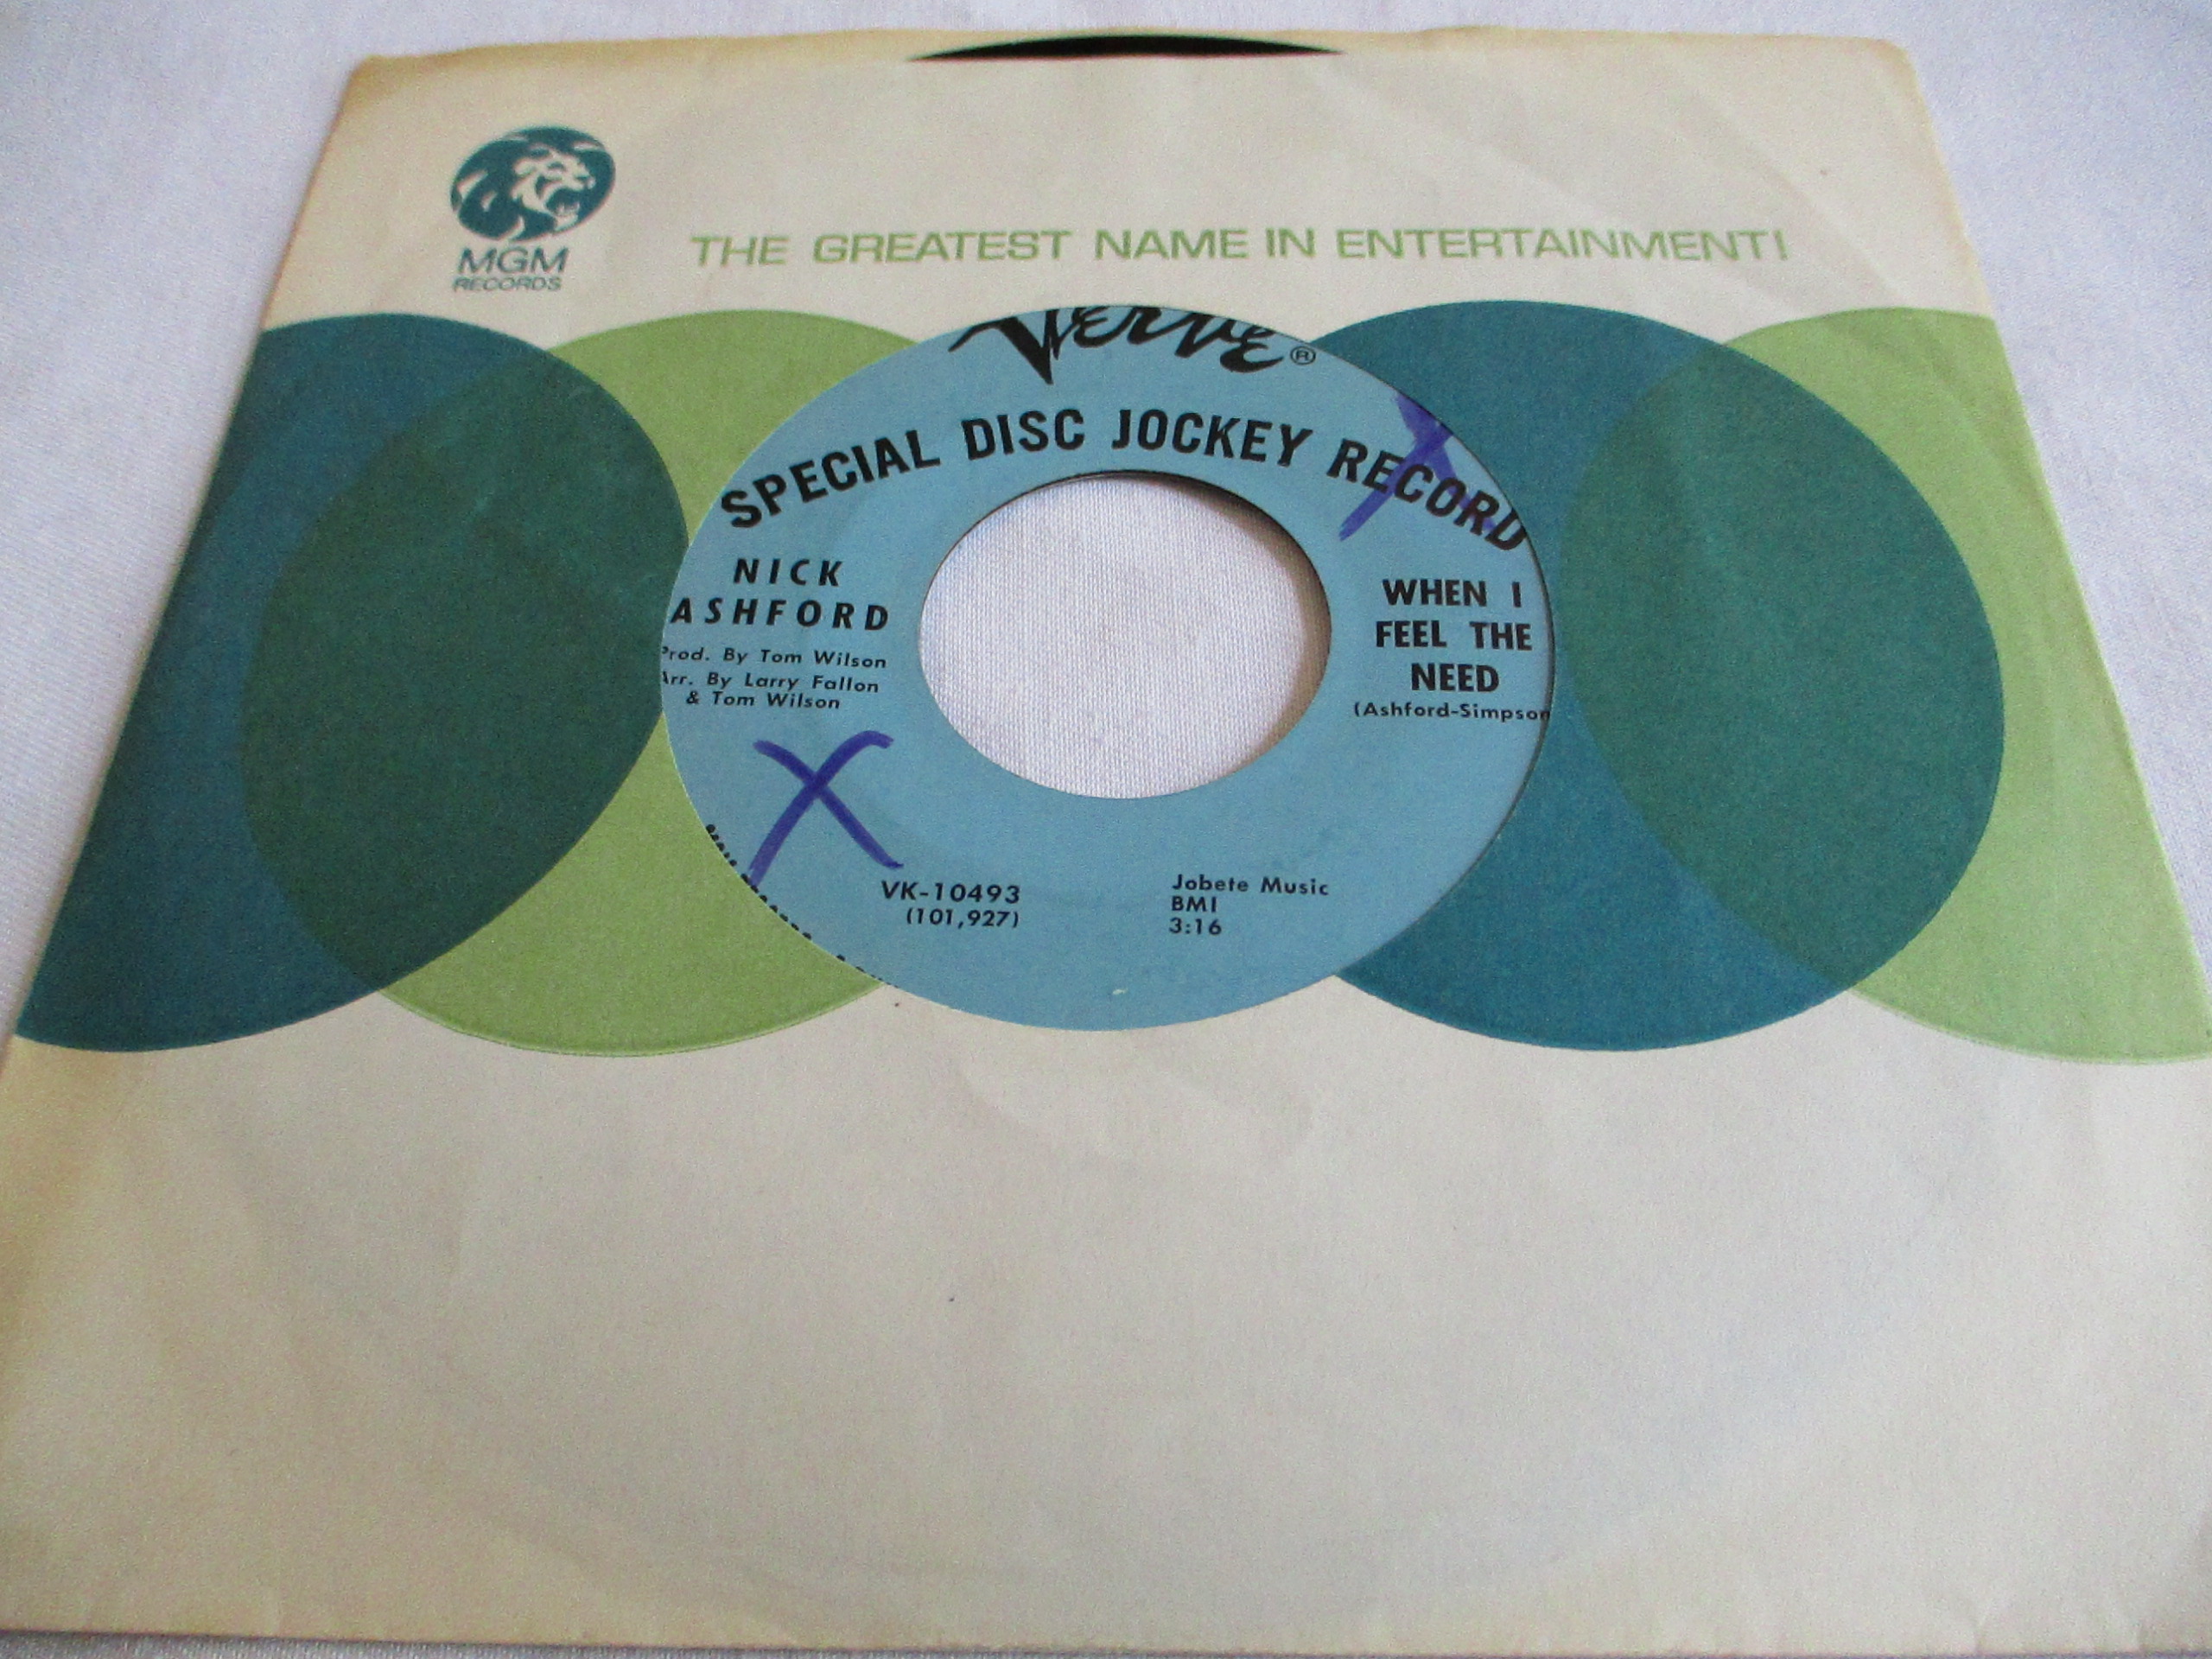 MGM
RECORDS
THE GREATEST NAME IN ENTERTAINMENT!
Verve®
SPECIAL DISC JOCKEY RECORD
NICK
ASHFORD
Prod. By Tom Wilson
Arr. By Larry Fallon
& Tom Wilson
WHEN I
FEEL THE
NEED
(Ashford-Simpson
X
X
VK-10493
(101,927)
Jobete Music
BMI
3:16